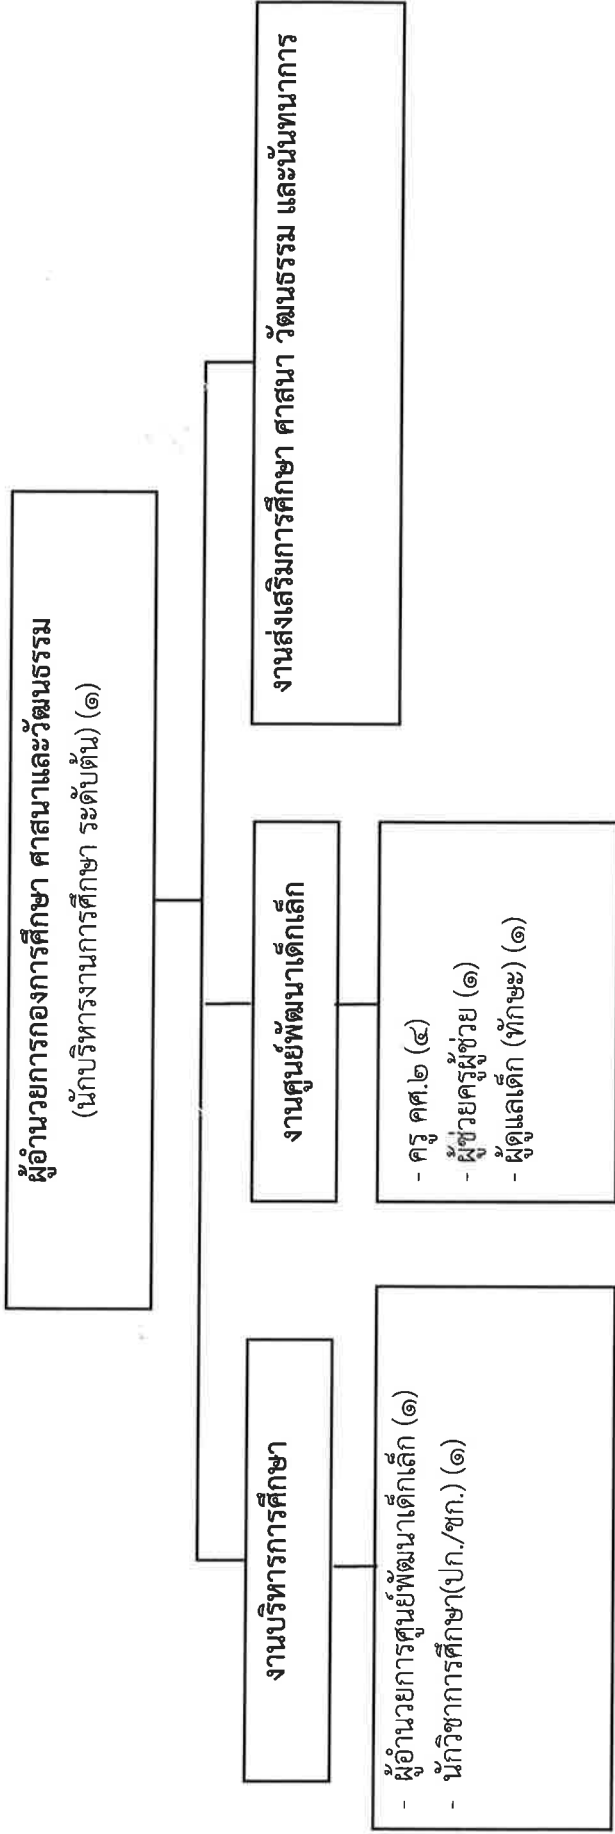 ผู้อำนวยการกองการศึกษา ศาสนาและวัฒนธรรม
(นักบริหารงานการศึกษา ระดับต้น) (๑)
งานบริหารการศึกษา
- ผู้อำนวยการศูนย์พัฒนาเด็กเล็ก (๑)
- นักวิชาการศึกษา(ปก./ชก.) (๑)
งานศูนย์พัฒนาเด็กเล็ก
- ครู คศ.๒ (๔)
- ผู้ช่วยครูผู้ช่วย (๑)
- ผู้ดูแลเด็ก (ทักษะ) (๑)
งานส่งเสริมการศึกษา ศาสนา วัฒนธรรม และนันทนาการ